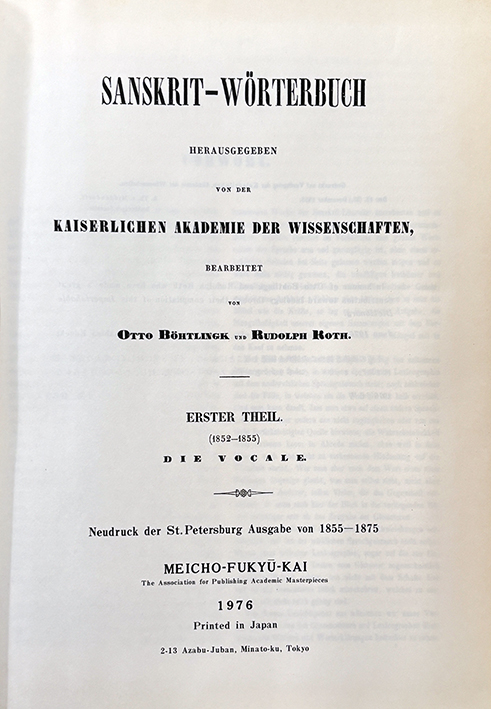 SANSKRIT-WÖRTERBUCH
HERAUSGEGEBEN
VON DER
KAISERLICHEN AKADEMIE DER WISSENSCHAFTEN,
BEARBEITET
VON
OTTO BÖHTLINGK UND RUDOLPH ROTH.
ERSTER THEIL.
(1852—1855)
DIE VOCALE.
Neudruck der St. Petersburg Ausgabe von 1855—1875
MEICHO-FUKYŪ-KAI
The Association for Publishing Academic Masterpieces
1976
Printed in Japan
2-13 Azabu-Juban, Minato-ku, Tokyo